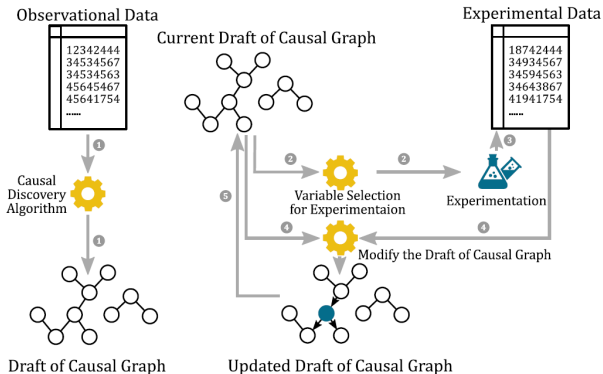 Observational Data
12342444
34534567
34534563
45645467
45641754
......
1
Causal
Discovery
Algorithm
1
Draft of Causal Graph
Current Draft of Causal Graph
2
Variable Selection
for Experimentaion
2
Experimentation
3
Experimental Data
18742444
34934567
34594563
34643867
41941754
......
4
4
Modify the Draft of Causal Graph
5
Updated Draft of Causal Graph